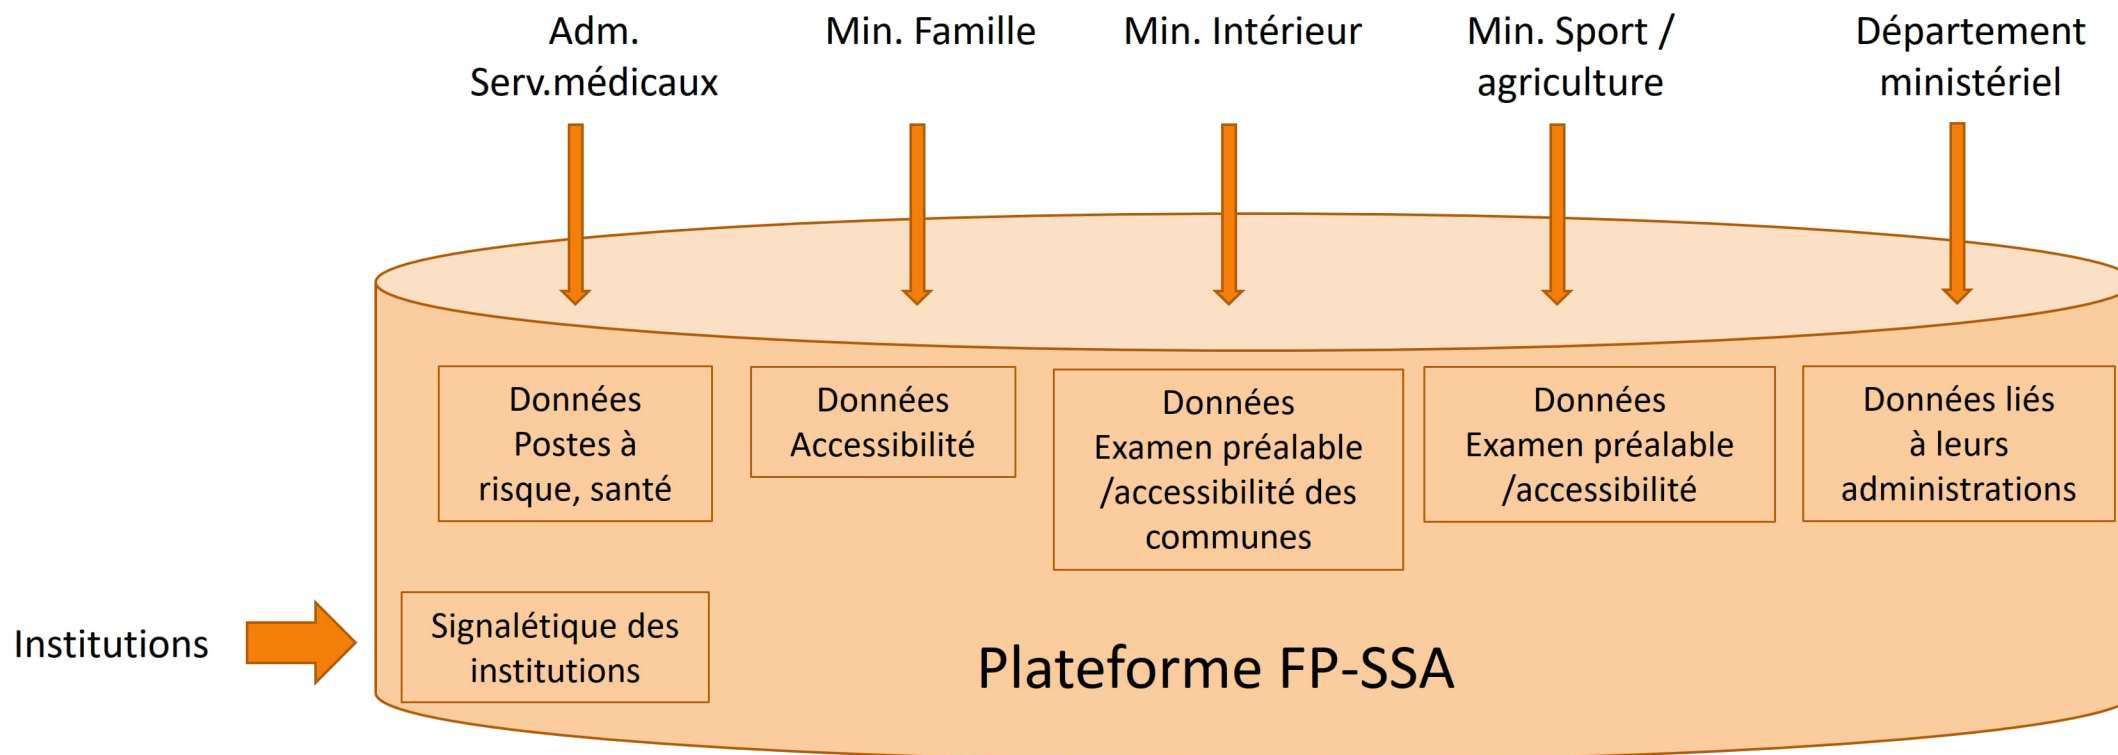 Adm.
Serv.médicaux
Min. Famille
Min. Intérieur
Min. Sport /
agriculture
Département
ministériel
Données
Postes à
risque, santé
Données
Accessibilité
Données
Examen préalable
/accessibilité des
communes
Données
Examen préalable
/accessibilité
Données liés
à leurs
administrations
Institutions
Signalétique des
institutions
Plateforme FP-SSA